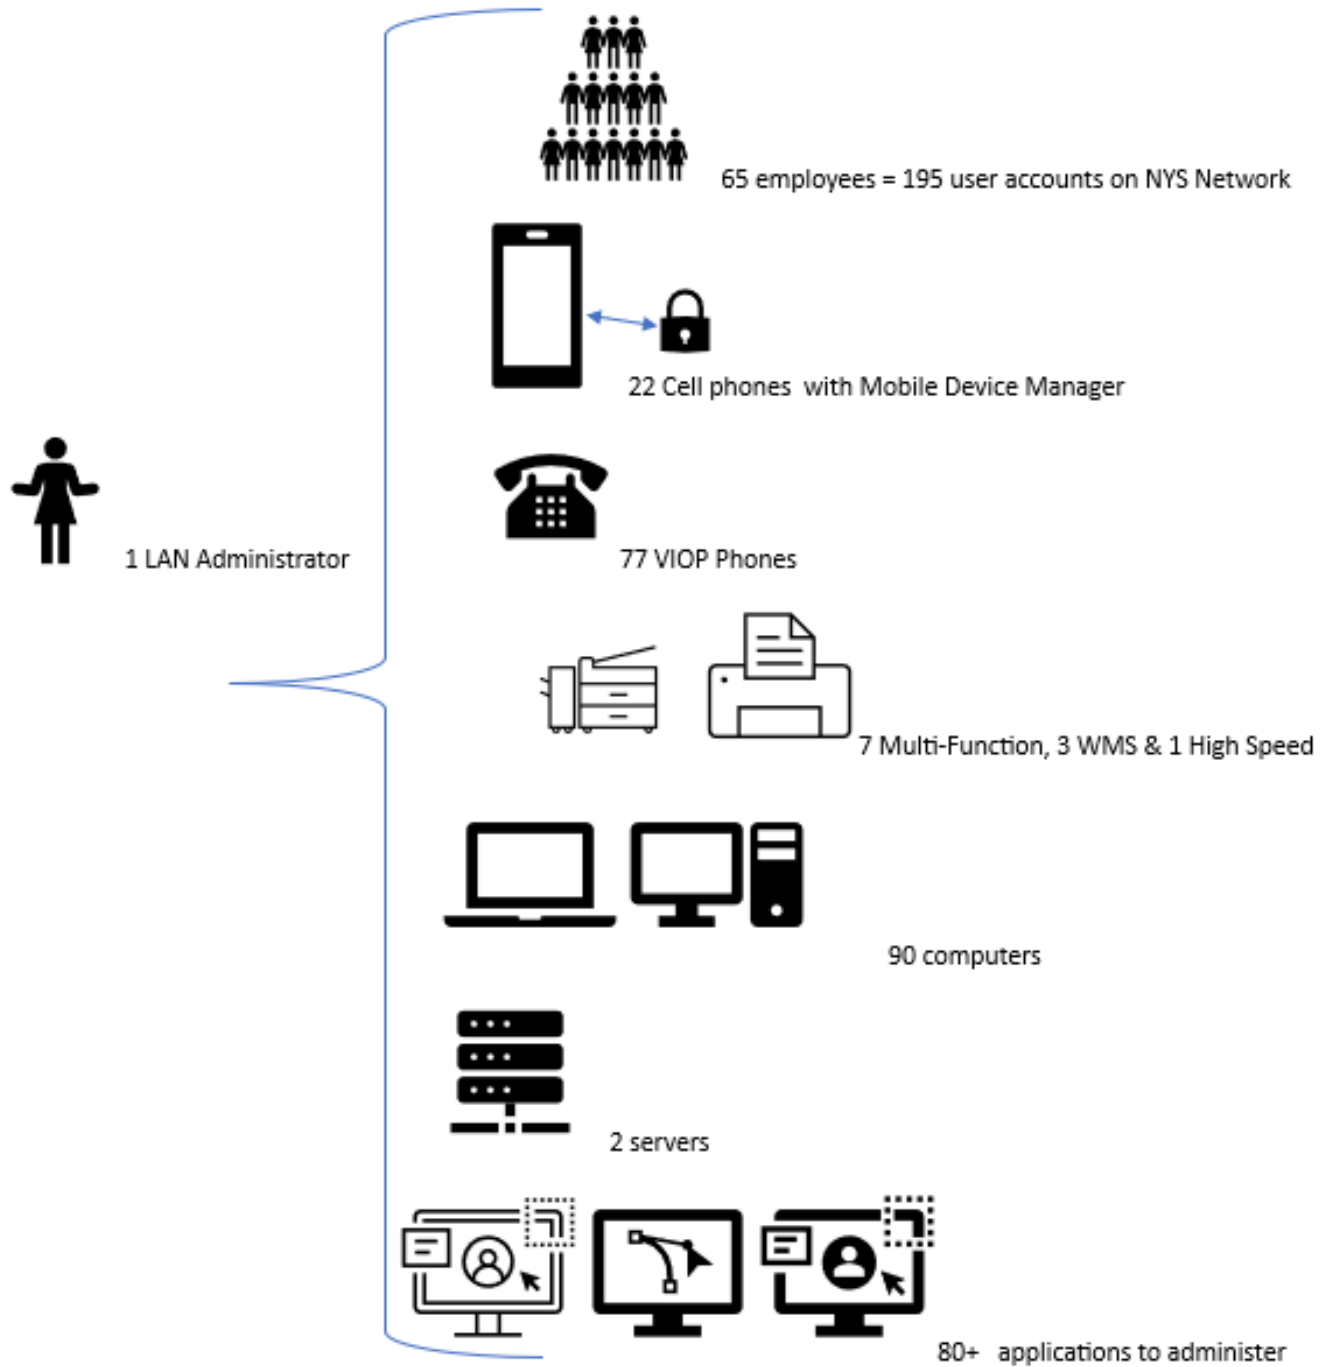 65 employees = 195 user accounts on NYS Network
22 Cell phones with Mobile Device Manager
1 LAN Administrator
77 VIOP Phones
7 Multi-Function, 3 WMS & 1 High Speed
90 computers
2 servers
80+ applications to administer